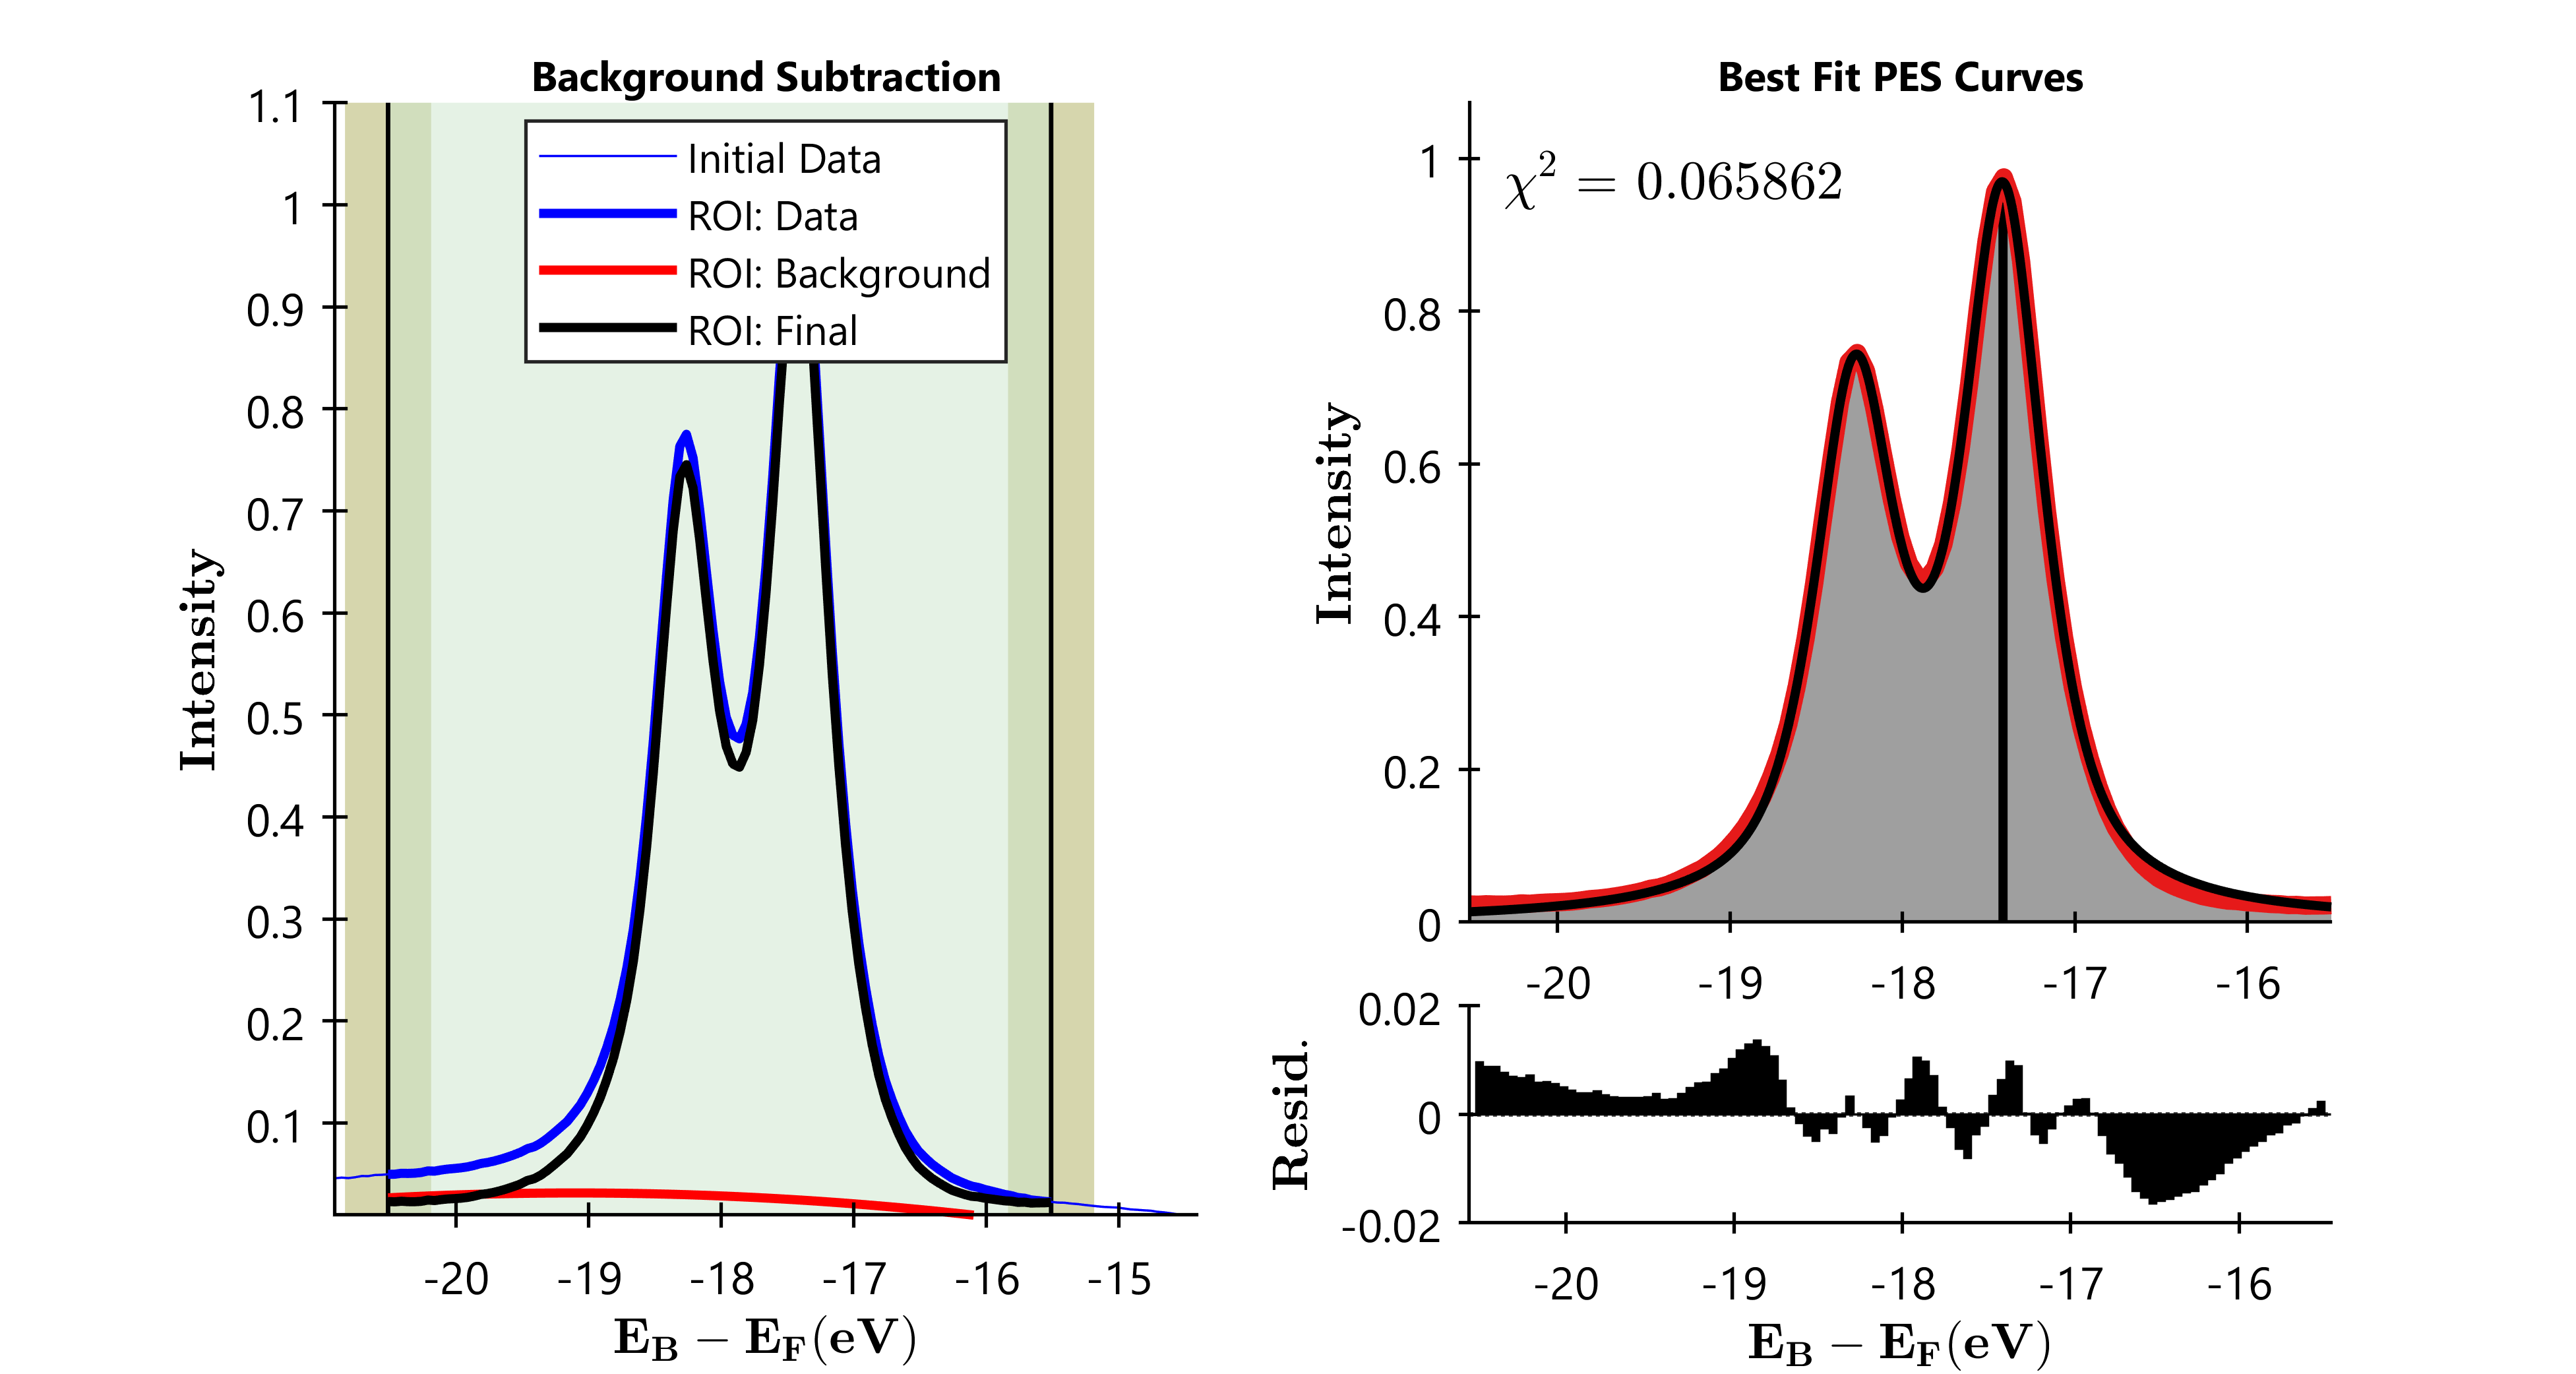 Background Subtraction
1.1
1
0.9
0.8
0.7
0.6
0.5
0.4
0.3
0.2
0.1
Intensity
Initial Data
ROI: Data
ROI: Background
ROI: Final
-20 -19 -18 -17 -16 -15
E_B − E_F(eV)
Best Fit PES Curves
χ² = 0.065862
1
0.8
0.6
0.4
0.2
0
Intensity
-20 -19 -18 -17 -16
0.02
0
-0.02
Resid.
-20 -19 -18 -17 -16
E_B − E_F(eV)